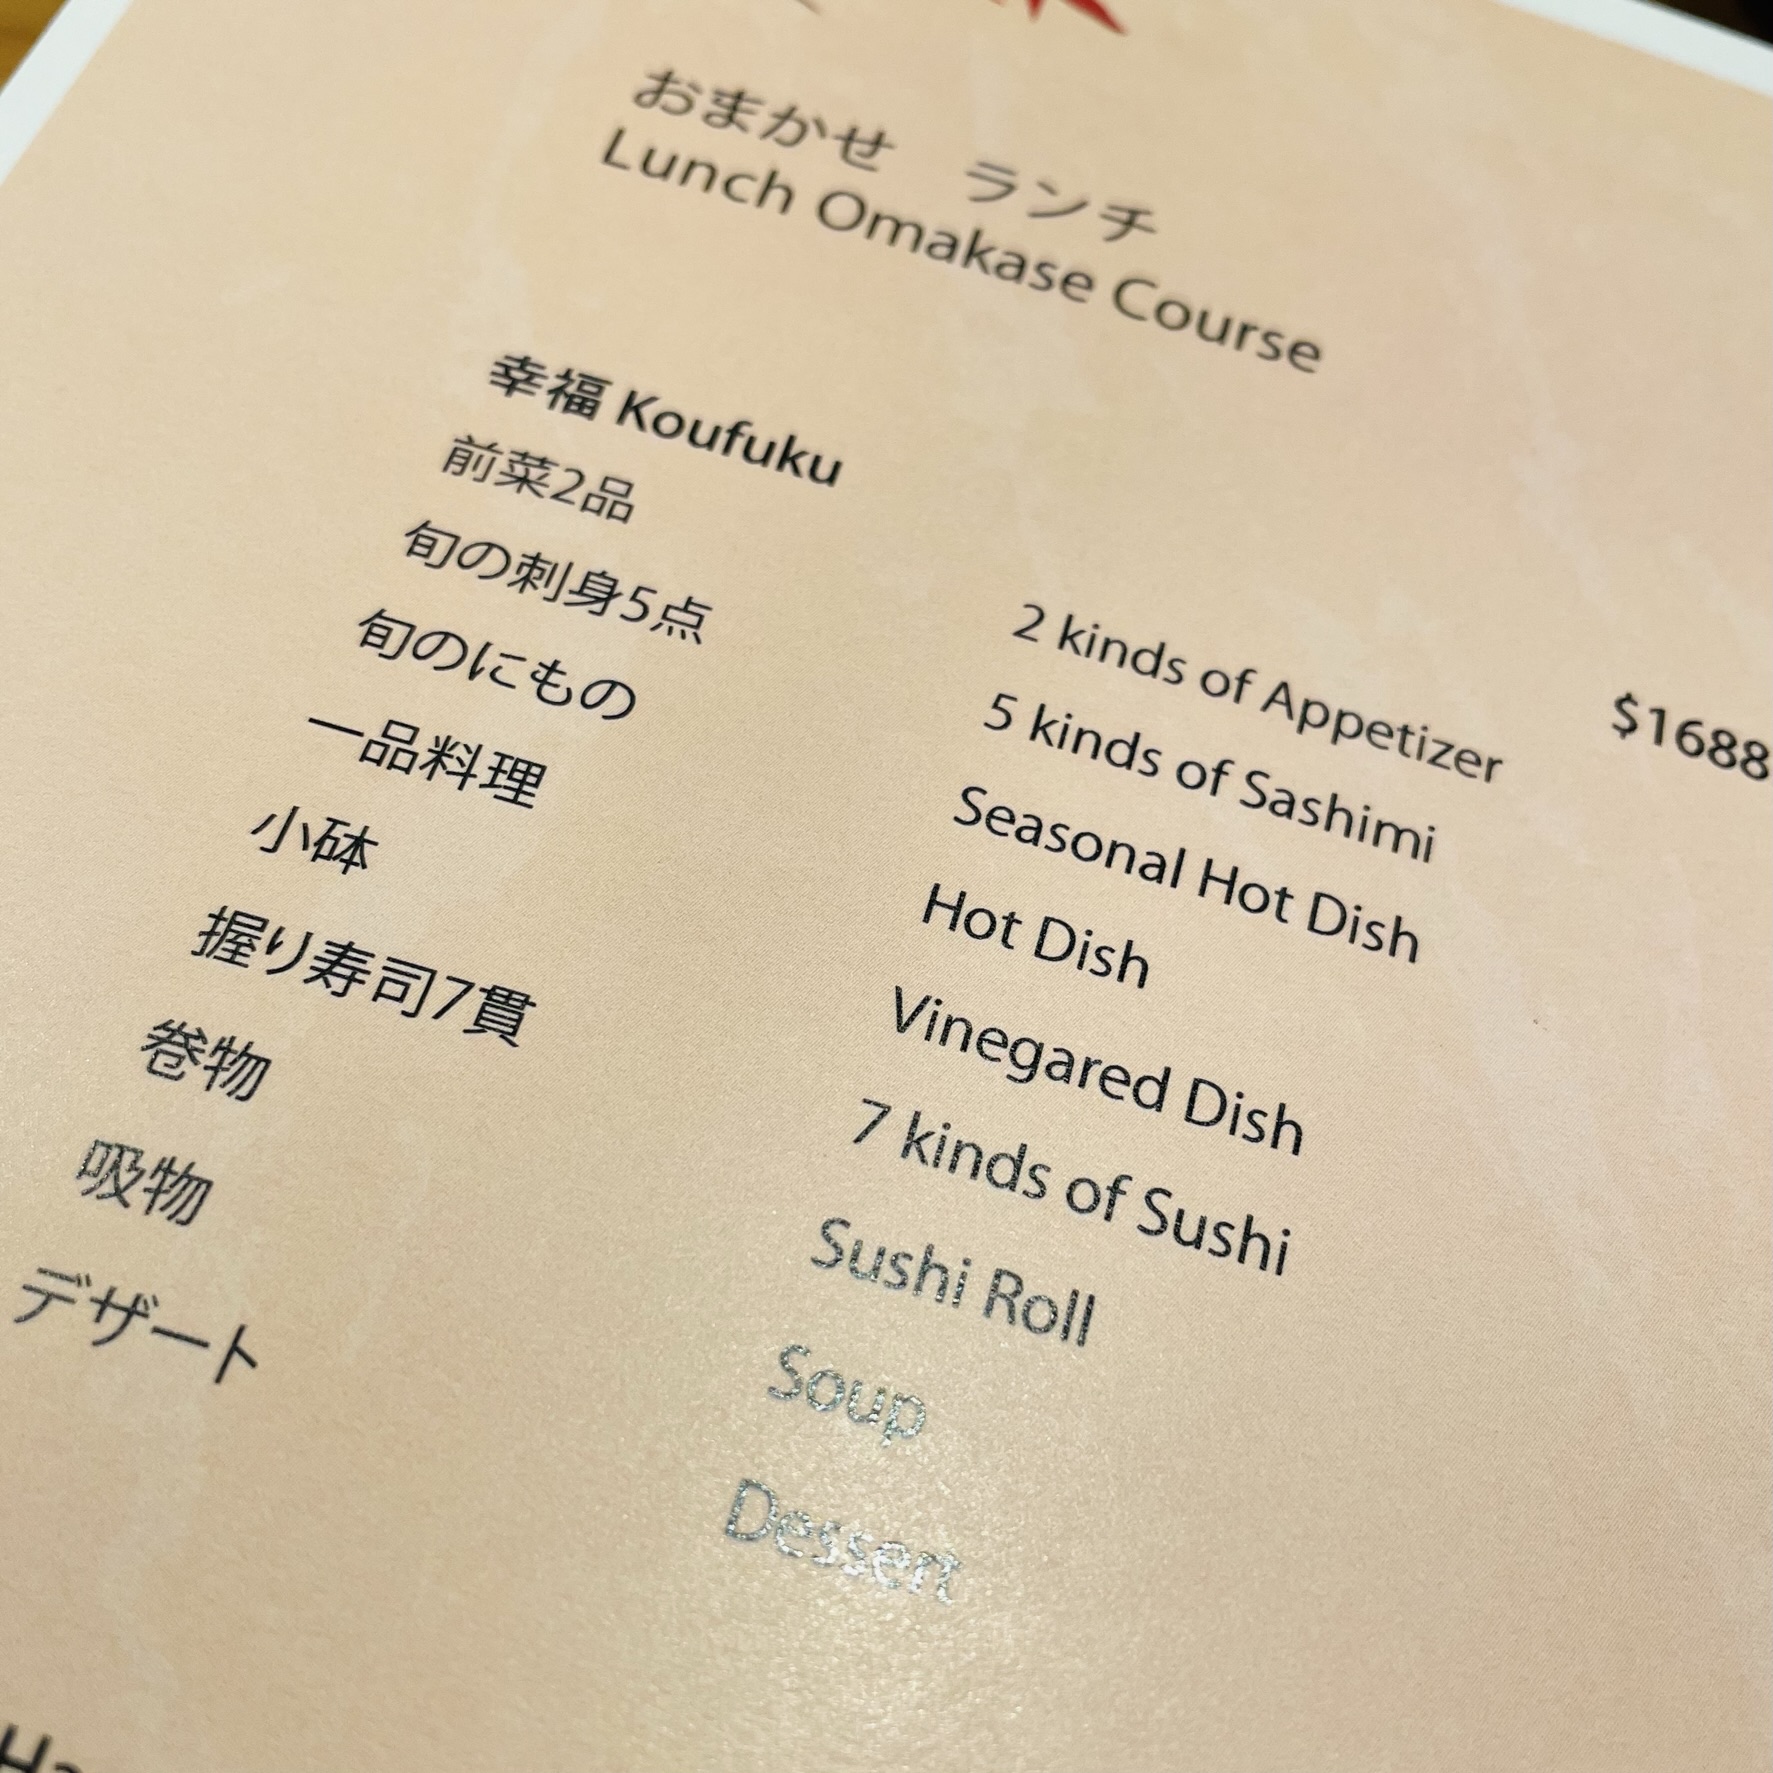 おまかせ ランチ
Lunch Omakase Course
幸福 Koufuku
前菜2品 2 kinds of Appetizer $1688
旬の刺身5点 5 kinds of Sashimi
旬のにもの Seasonal Hot Dish
一品料理 Hot Dish
小砵 Vinegared Dish
握り寿司7貫 7 kinds of Sushi
巻物 Sushi Roll
吸物 Soup
デザート Dessert